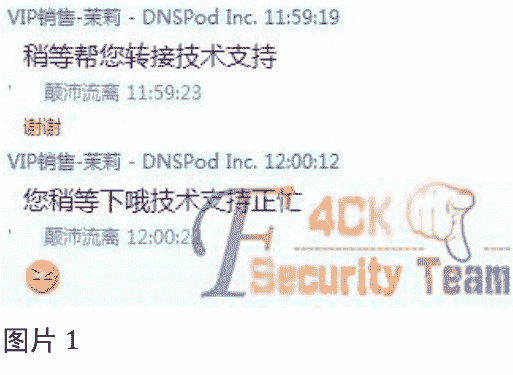 VIP销售-茉莉 - DNSPod Inc. 11:59:19
稍等帮您转接技术支持
颠沛流离 11:59:23
谢谢
VIP销售-茉莉 - DNSPod Inc. 12:00:12
您稍等下哦技术支持正忙
颠沛流离 12:00:2
F4CK
Security Team
图片 1